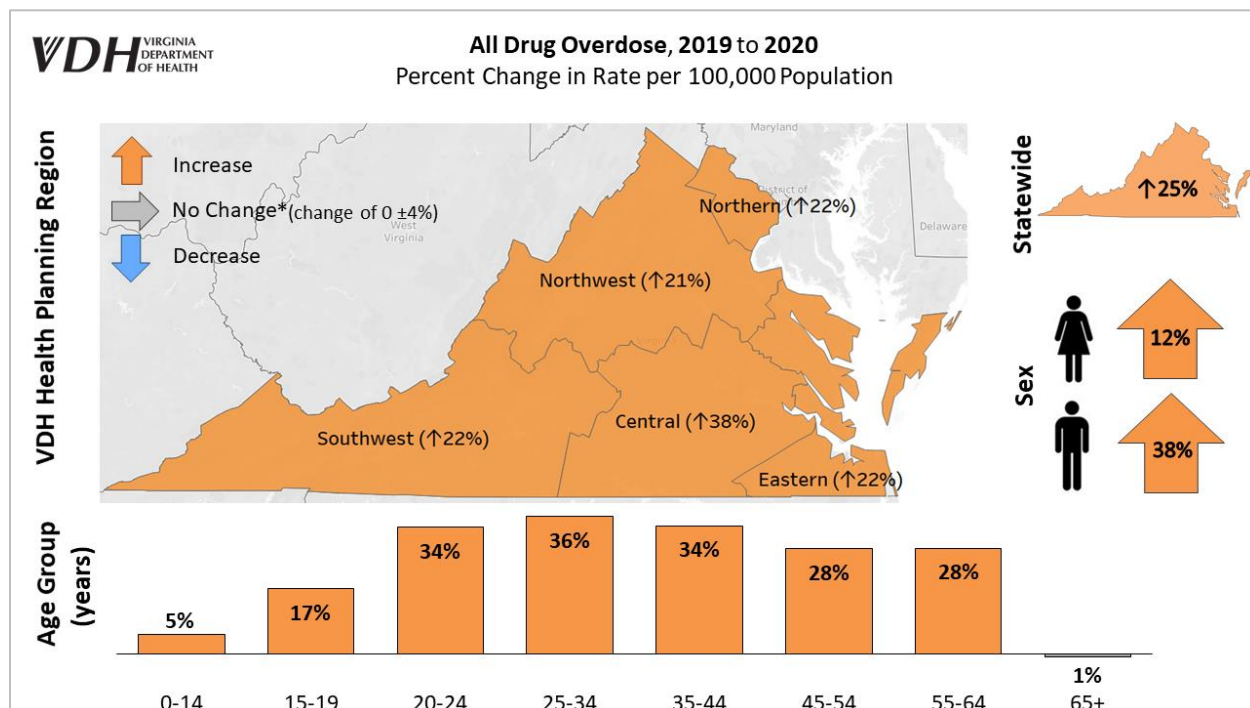 VDH VIRGINIA
DEPARTMENT
OF HEALTH
All Drug Overdose, 2019 to 2020
Percent Change in Rate per 100,000 Population
VDH Health Planning Region
Increase
No Change* (change of 0 ±4%)
Decrease
Maryland
District of
West
Virginia
Delaware
Northern (↑22%)
Northwest (↑21%)
Southwest (↑22%)
Central (↑38%)
Eastern (↑22%)
Statewide
↑25%
Sex
12%
38%
Age Group
(years)
5%
17%
34%
36%
34%
28%
28%
1%
0-14
15-19
20-24
25-34
35-44
45-54
55-64
65+